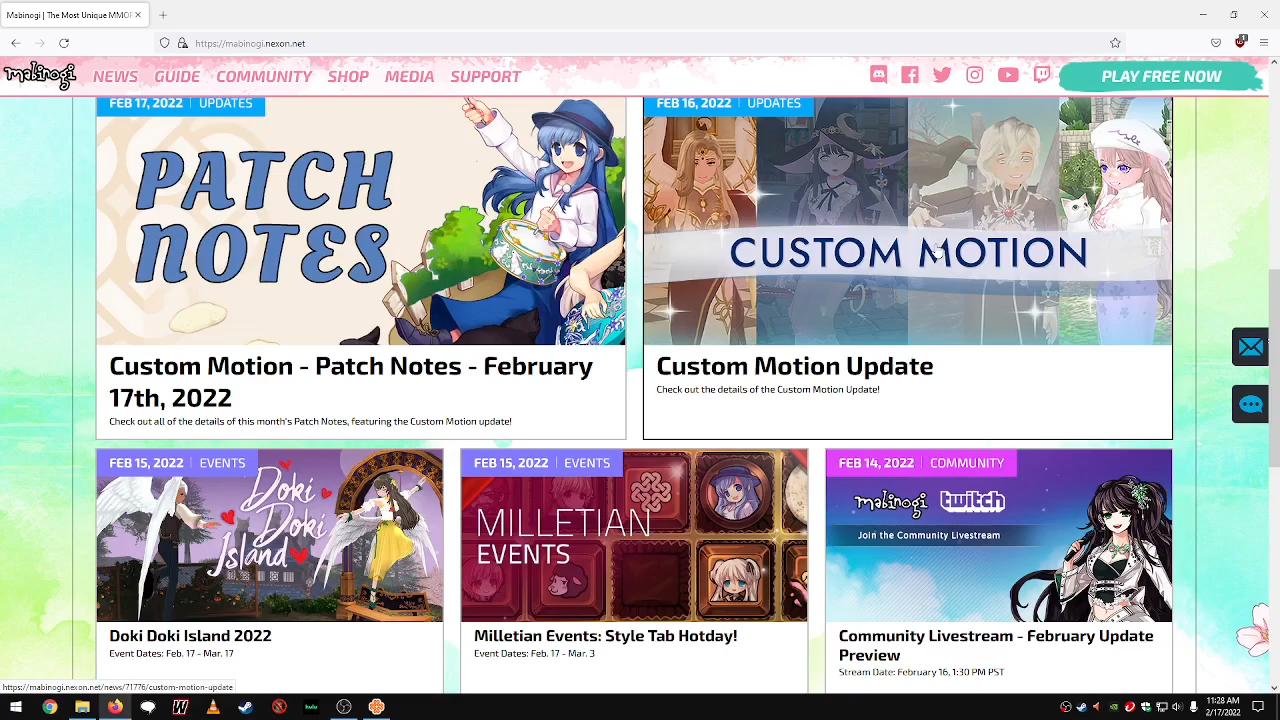 Mabinogi | The Most Unique MMOR
https://mabinogi.nexon.net
mabinogi NEWS GUIDE COMMUNITY SHOP MEDIA SUPPORT PLAY FREE NOW
FEB 17, 2022 | UPDATES
PATCH
NOTES
Custom Motion - Patch Notes - February
17th, 2022
Check out all of the details of this month's Patch Notes, featuring the Custom Motion update!
FEB 16, 2022 | UPDATES
CUSTOM MOTION
Custom Motion Update
Check out the details of the Custom Motion Update!
FEB 15, 2022 | EVENTS
Doki
Doki
Island
Doki Doki Island 2022
Event Dates: Feb. 17 - Mar. 17
FEB 15, 2022 | EVENTS
MILLETIAN
EVENTS
Milletian Events: Style Tab Hotday!
Event Dates: Feb. 17 - Mar. 3
FEB 14, 2022 | COMMUNITY
mabinogi twitch
Join the Community Livestream
Community Livestream - February Update
Preview
Stream Date: February 16, 1:30 PM PST
https://mabinogi.nexon.net/news/71776/custom-motion-update
hulu
11:28 AM
2/17/2022